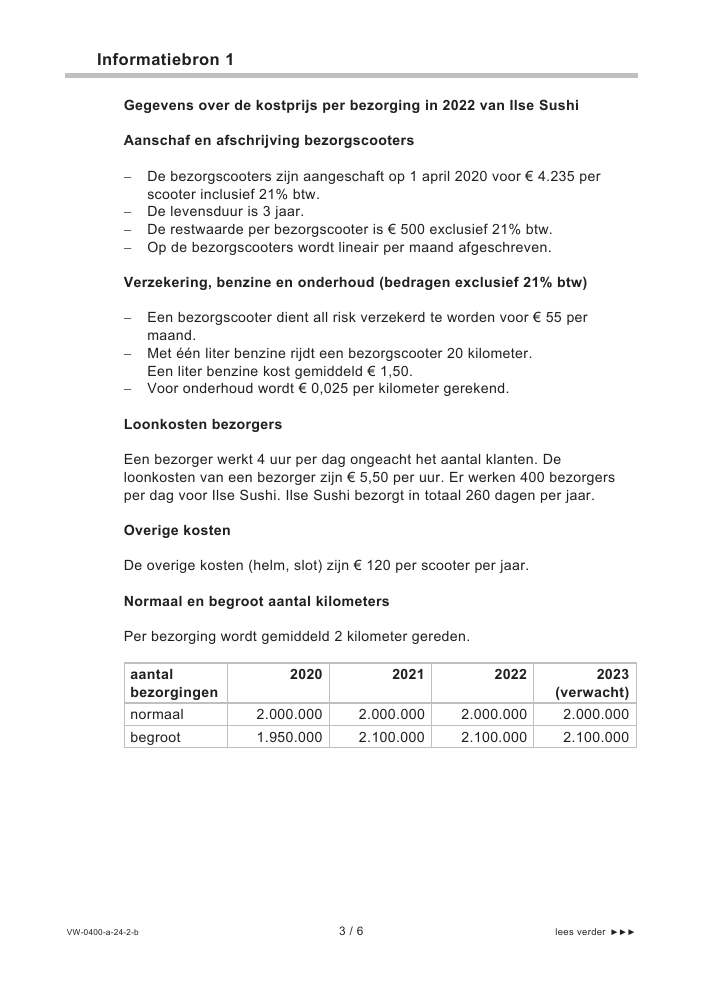 Informatiebron 1
Gegevens over de kostprijs per bezorging in 2022 van Ilse Sushi
Aanschaf en afschrijving bezorgscooters
– De bezorgscooters zijn aangeschaft op 1 april 2020 voor € 4.235 per
scooter inclusief 21% btw.
– De levensduur is 3 jaar.
– De restwaarde per bezorgscooter is € 500 exclusief 21% btw.
– Op de bezorgscooters wordt lineair per maand afgeschreven.
Verzekering, benzine en onderhoud (bedragen exclusief 21% btw)
– Een bezorgscooter dient all risk verzekerd te worden voor € 55 per
maand.
– Met één liter benzine rijdt een bezorgscooter 20 kilometer.
Een liter benzine kost gemiddeld € 1,50.
– Voor onderhoud wordt € 0,025 per kilometer gerekend.
Loonkosten bezorgers
Een bezorger werkt 4 uur per dag ongeacht het aantal klanten. De
loonkosten van een bezorger zijn € 5,50 per uur. Er werken 400 bezorgers
per dag voor Ilse Sushi. Ilse Sushi bezorgt in totaal 260 dagen per jaar.
Overige kosten
De overige kosten (helm, slot) zijn € 120 per scooter per jaar.
Normaal en begroot aantal kilometers
Per bezorging wordt gemiddeld 2 kilometer gereden.
aantal 2020 2021 2022 2023
bezorgingen (verwacht)
normaal 2.000.000 2.000.000 2.000.000 2.000.000
begroot 1.950.000 2.100.000 2.100.000 2.100.000
VW-0400-a-24-2-b 3 / 6 lees verder ►►►